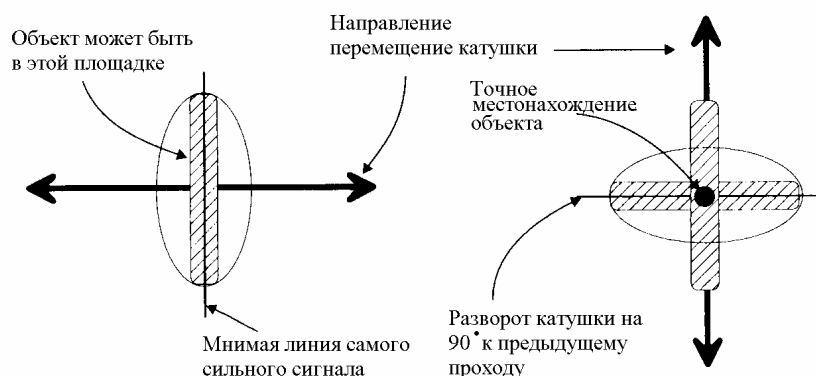 Объект может быть
в этой площадке
Направление
перемещение катушки
Точное
местонахождение
объекта
Мнимая линия самого
сильного сигнала
Разворот катушки на
90° к предыдущему
проходу